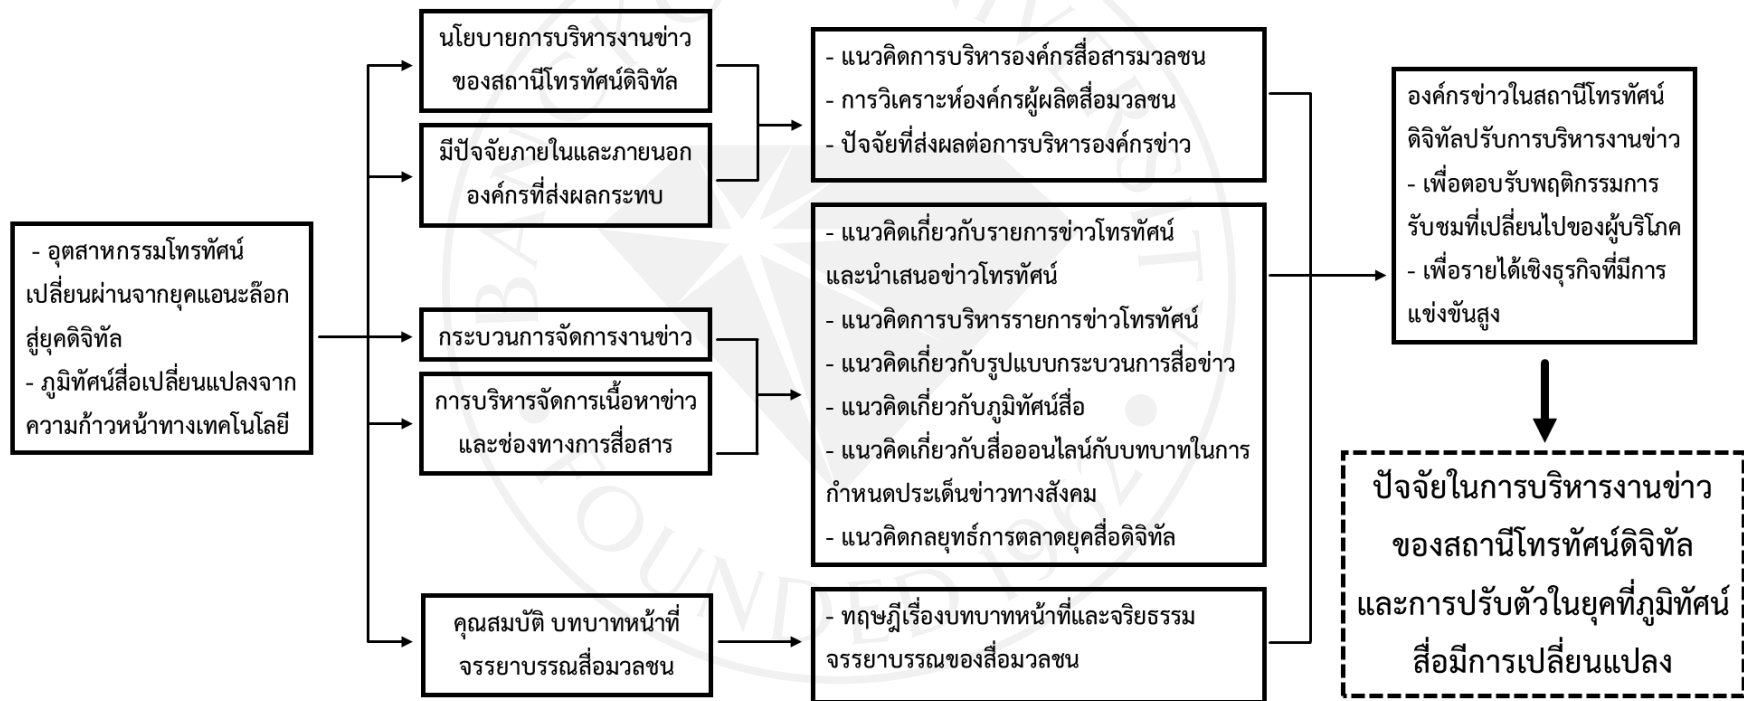 - อุตสาหกรรมโทรทัศน์
เปลี่ยนผ่านจากยุคแอนะล๊อก
สู่ยุคดิจิทัล
- ภูมิทัศน์สื่อเปลี่ยนแปลงจาก
ความก้าวหน้าทางเทคโนโลยี
นโยบายการบริหารงานข่าว
ของสถานีโทรทัศน์ดิจิทัล
มีปัจจัยภายในและภายนอก
องค์กรที่ส่งผลกระทบ
กระบวนการจัดการงานข่าว
การบริหารจัดการเนื้อหาข่าว
และช่องทางการสื่อสาร
คุณสมบัติ บทบาทหน้าที่
จรรยาบรรณสื่อมวลชน
- แนวคิดการบริหารองค์กรสื่อสารมวลชน
- การวิเคราะห์องค์กรผู้ผลิตสื่อมวลชน
- ปัจจัยที่ส่งผลต่อการบริหารองค์กรข่าว
- แนวคิดเกี่ยวกับรายการข่าวโทรทัศน์
และนำเสนอข่าวโทรทัศน์
- แนวคิดการบริหารรายการข่าวโทรทัศน์
- แนวคิดเกี่ยวกับรูปแบบกระบวนการสื่อข่าว
- แนวคิดเกี่ยวกับภูมิทัศน์สื่อ
- แนวคิดเกี่ยวกับสื่อออนไลน์กับบทบาทในการ
กำหนดประเด็นข่าวทางสังคม
- แนวคิดกลยุทธ์การตลาดยุคสื่อดิจิทัล
- ทฤษฎีเรื่องบทบาทหน้าที่และจริยธรรม
จรรยาบรรณของสื่อมวลชน
องค์กรข่าวในสถานีโทรทัศน์
ดิจิทัลปรับการบริหารงานข่าว
- เพื่อตอบรับพฤติกรรมการ
รับชมที่เปลี่ยนไปของผู้บริโภค
- เพื่อรายได้เชิงธุรกิจที่มีการ
แข่งขันสูง
ปัจจัยในการบริหารงานข่าว
ของสถานีโทรทัศน์ดิจิทัล
และการปรับตัวในยุคที่ภูมิทัศน์
สื่อมีการเปลี่ยนแปลง
FOUNDED 1962